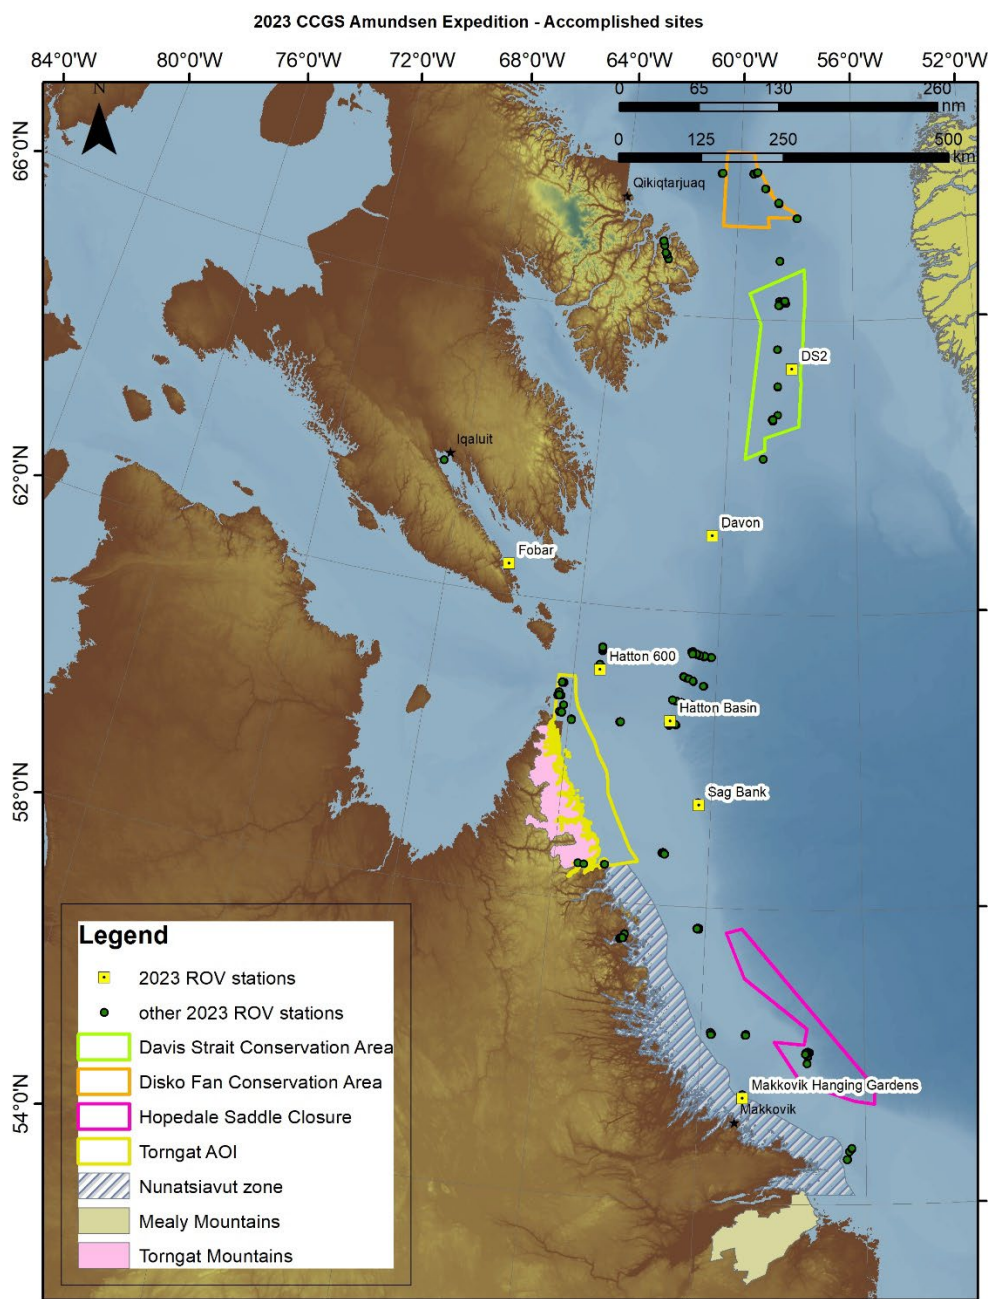 2023 CCGS Amundsen Expedition - Accomplished sites
84°0'W 80°0'W 76°0'W 72°0'W 68°0'W 64°0'W 60°0'W 56°0'W 52°0'W
N
0 65 130 260
nm
0 125 250 500
km
66°0'N
Qikiqtarjuaq
DS2
Iqaluit
62°0'N
Davon
Fobar
Hatton 600
Hatton Basin
58°0'N
Sag Bank
Makkovik Hanging Gardens
Makkovik
54°0'N
Legend
2023 ROV stations
other 2023 ROV stations
Davis Strait Conservation Area
Disko Fan Conservation Area
Hopedale Saddle Closure
Torngat AOI
Nunatsiavut zone
Mealy Mountains
Torngat Mountains